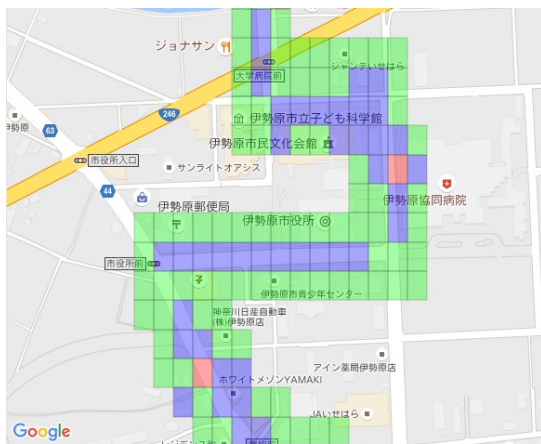 ジョナサン
シャンテいせはら
大学病院前
246
伊勢原市立子ども科学館
63
伊勢原
伊勢原市民文化会館
市役所入口
サンライトオアシス
44
伊勢原協同病院
伊勢原郵便局
伊勢原市役所
市役所前
伊勢原市青少年センター
神奈川日産自動車
(株)伊勢原店
アイン薬局伊勢原店
ホワイトメゾンYAMAKI
JAいせはら
Google